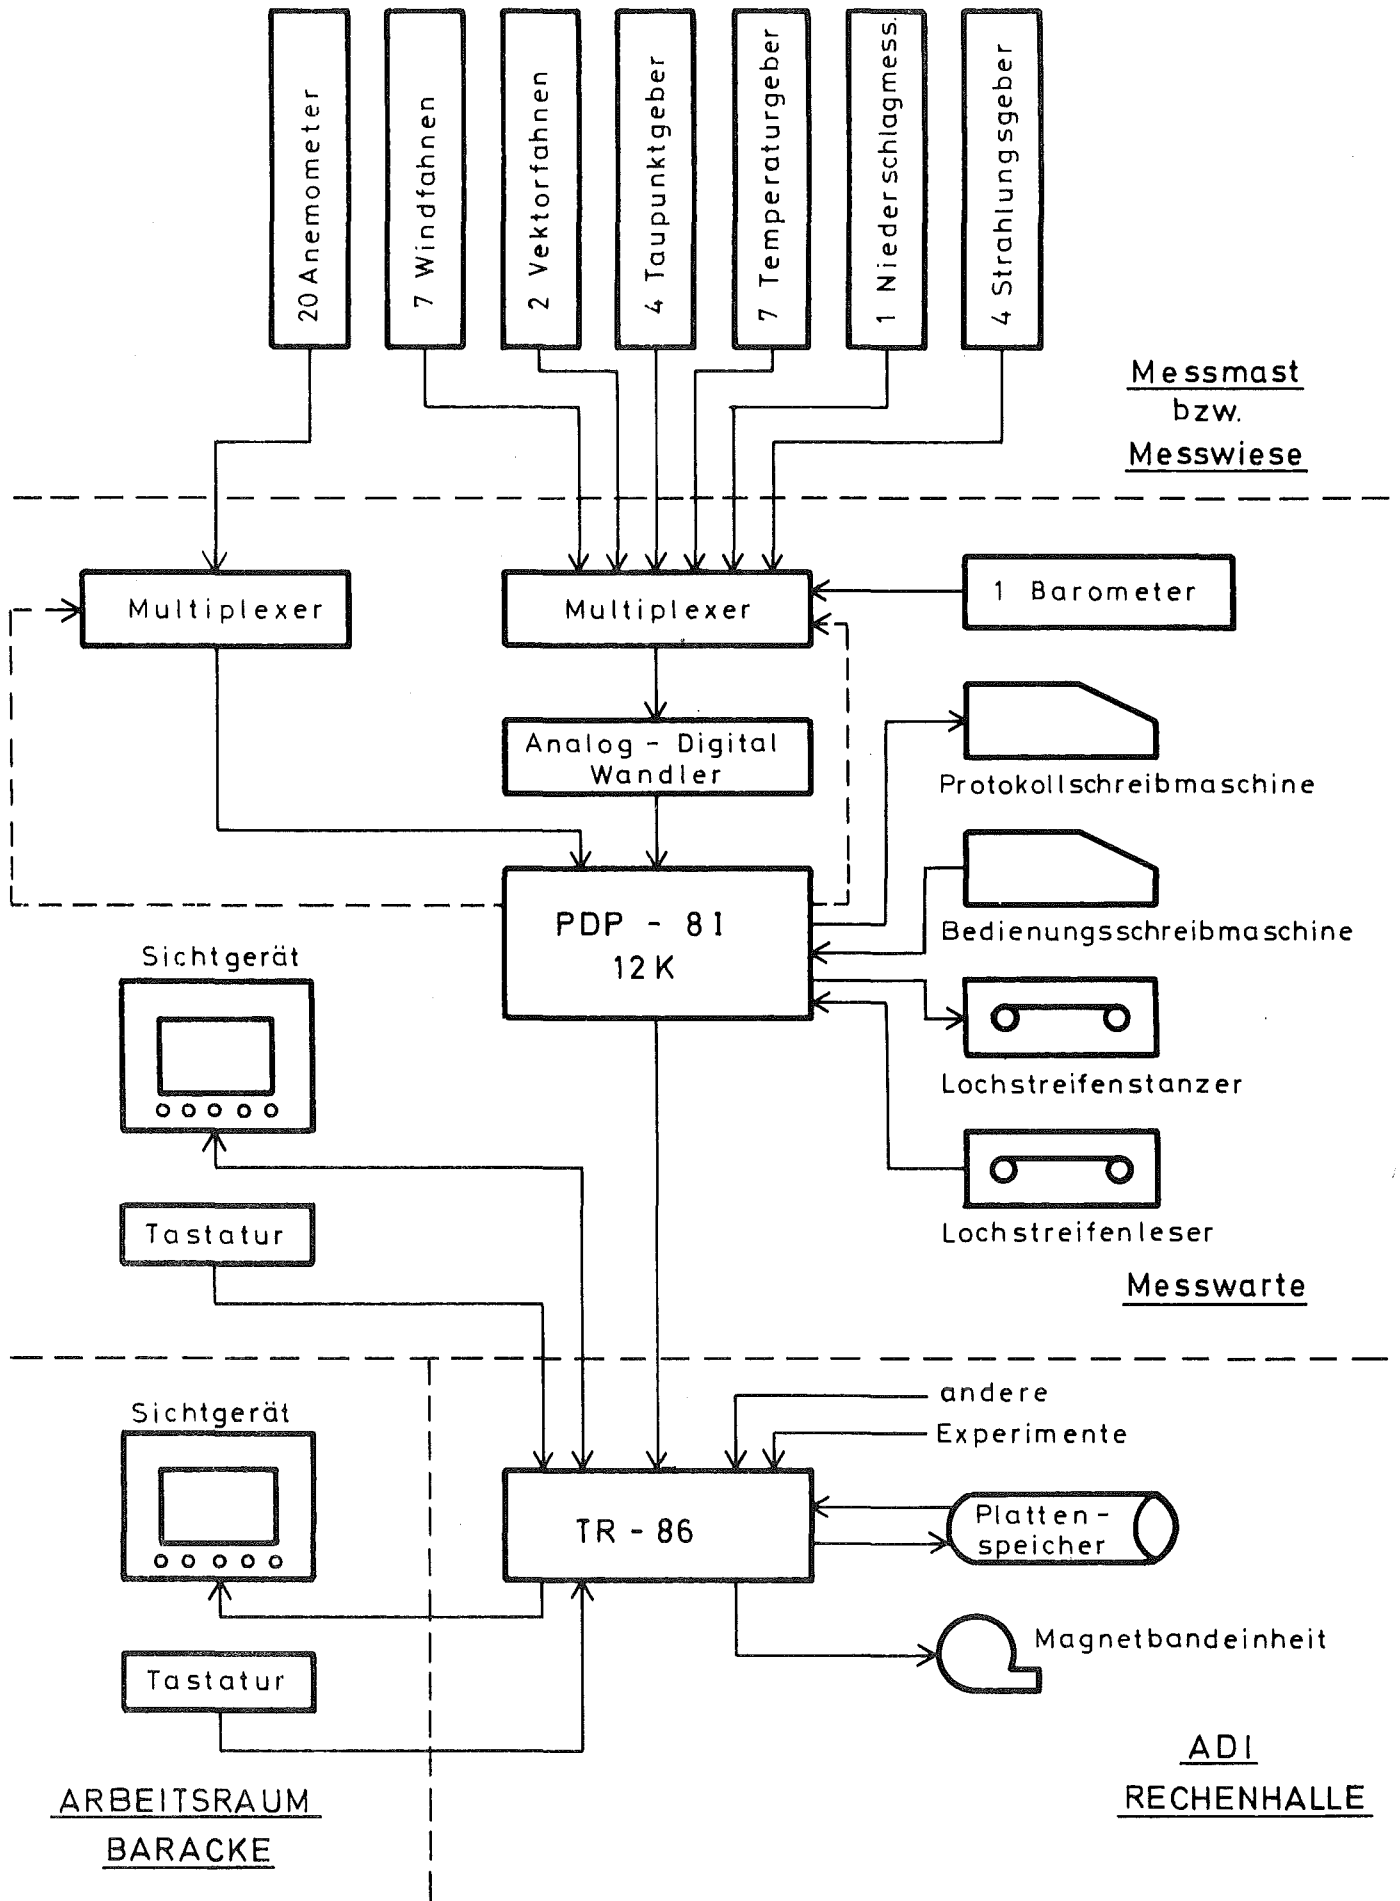 20 Anemometer
7 Windfahnen
2 Vektorfahnen
4 Taupunktgeber
7 Temperaturgeber
1 Niederschlagmess.
4 Strahlungsgeber
Messmast
bzw.
Messwiese
Multiplexer
Multiplexer
1 Barometer
Analog - Digital
Wandler
Protokollschreibmaschine
PDP - 8 I
12 K
Bedienungsschreibmaschine
Sichtgerät
Lochstreifenstanzer
Tastatur
Lochstreifenleser
Messwarte
Sichtgerät
andere
Experimente
TR - 86
Platten -
speicher
Magnetbandeinheit
Tastatur
ADI
RECHENHALLE
ARBEITSRAUM
BARACKE